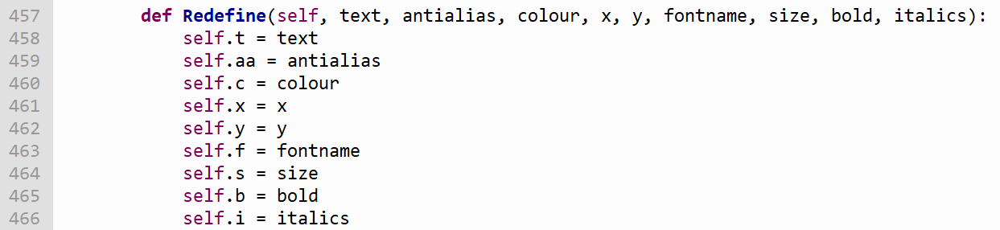 457 def Redefine(self, text, antialias, colour, x, y, fontname, size, bold, italics):
458 self.t = text
459 self.aa = antialias
460 self.c = colour
461 self.x = x
462 self.y = y
463 self.f = fontname
464 self.s = size
465 self.b = bold
466 self.i = italics